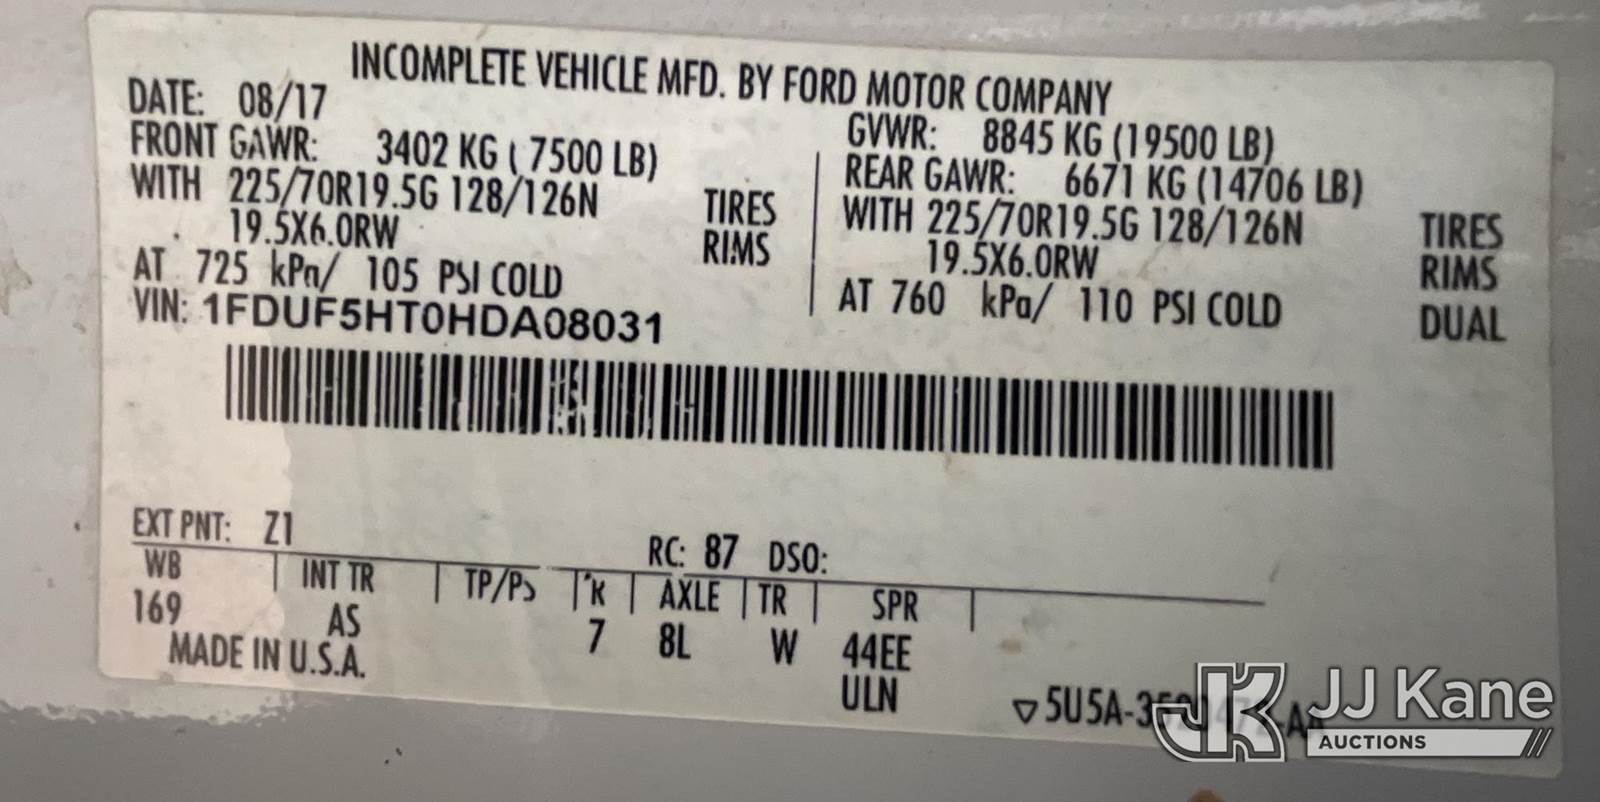 INCOMPLETE VEHICLE MFD. BY FORD MOTOR COMPANY
DATE: 08/17
GVWR: 8845 KG (19500 LB)
FRONT GAWR: 3402 KG ( 7500 LB)
WITH 225/70R19.5G 128/126N TIRES
19.5X6.0RW RIMS
AT 725 kPa/ 105 PSI COLD
REAR GAWR: 6671 KG (14706 LB)
WITH 225/70R19.5G 128/126N TIRES
19.5X6.0RW RIMS
AT 760 kPa/ 110 PSI COLD DUAL
VIN: 1FDUF5HT0HDA08031
EXT PNT: Z1 RC: 87 DSO:
WB INT TR AXLE TR SPR
169 AS 7 8L W 44EE
MADE IN U.S.A. ULN
JJ Kane
AUCTIONS